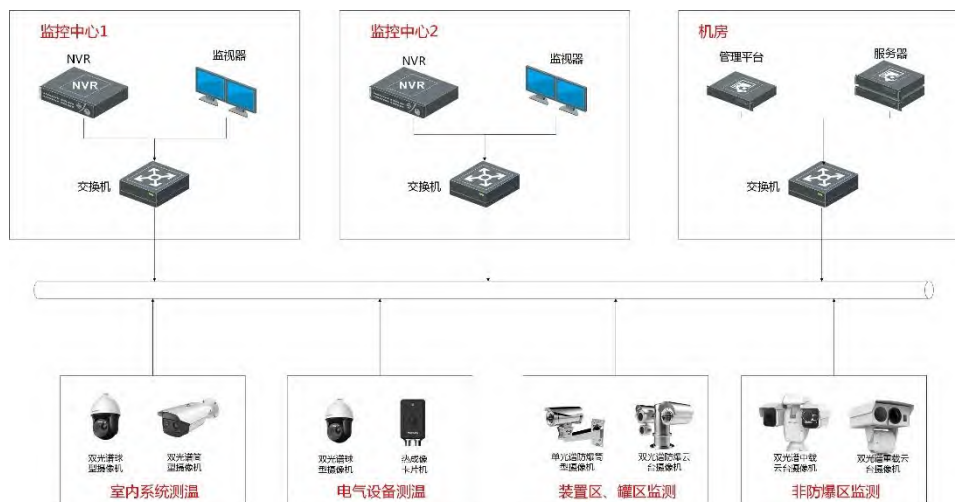 监控中心1
NVR
监视器
NVR
交换机
监控中心2
NVR
监视器
NVR
交换机
机房
管理平台
服务器
交换机
双光谱球
型摄像机
双光谱筒
型摄像机
室内系统测温
双光谱球
型摄像机
热成像
卡片机
电气设备测温
单光谱防爆筒
型摄像机
双光谱防爆云
台摄像机
装置区、罐区监测
双光谱中载
云台摄像机
双光谱单载云
台摄像机
非防爆区监测